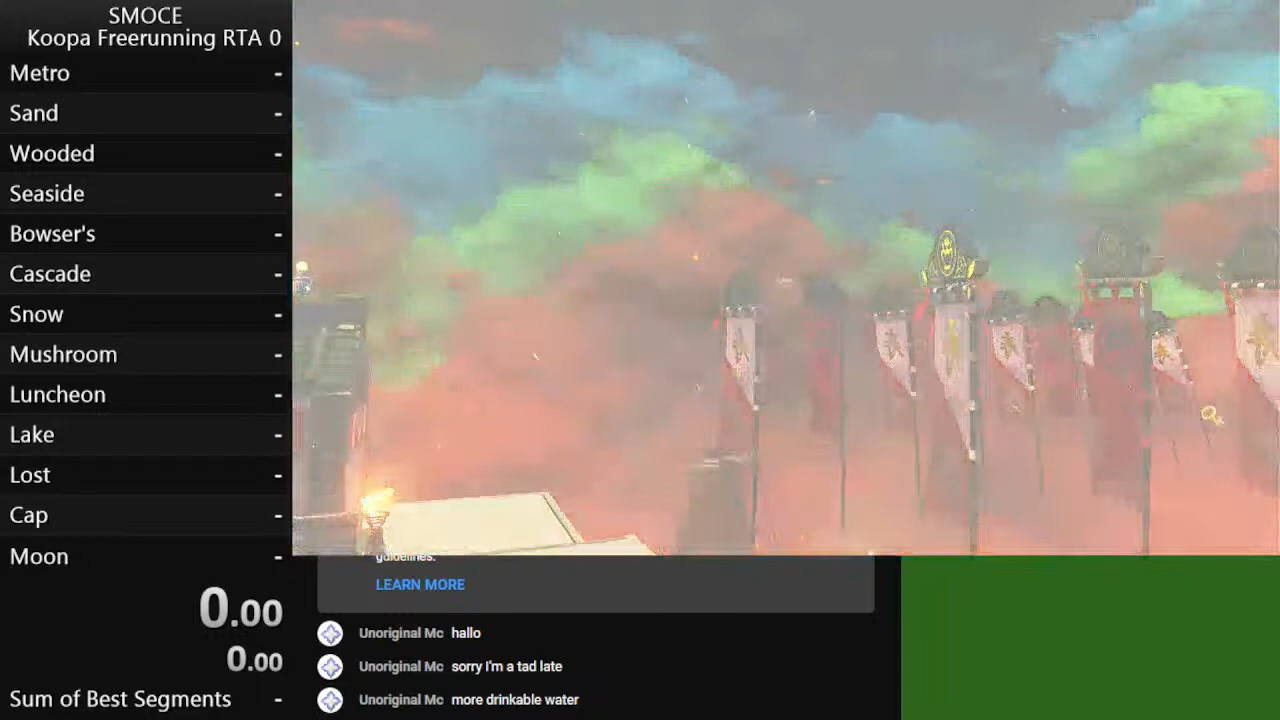 SMOCE
Koopa Freerunning RTA 0
Metro -
Sand -
Wooded -
Seaside -
Bowser's -
Cascade -
Snow -
Mushroom -
Luncheon -
Lake -
Lost -
Cap -
Moon -
0.00
0.00
Sum of Best Segments -
guidelines.
LEARN MORE
Unoriginal Mc hallo
Unoriginal Mc sorry I'm a tad late
Unoriginal Mc more drinkable water